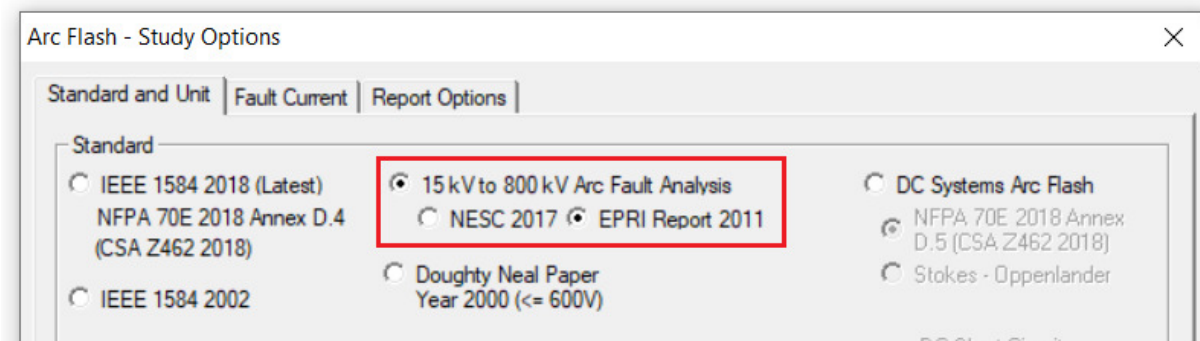 Arc Flash - Study Options
Standard and Unit
Fault Current
Report Options
Standard
IEEE 1584 2018 (Latest)
NFPA 70E 2018 Annex D.4
(CSA Z462 2018)
IEEE 1584 2002
15 kV to 800 kV Arc Fault Analysis
NESC 2017
EPRI Report 2011
Doughty Neal Paper
Year 2000 (<= 600V)
DC Systems Arc Flash
NFPA 70E 2018 Annex
D.5 (CSA Z462 2018)
Stokes - Oppenlander